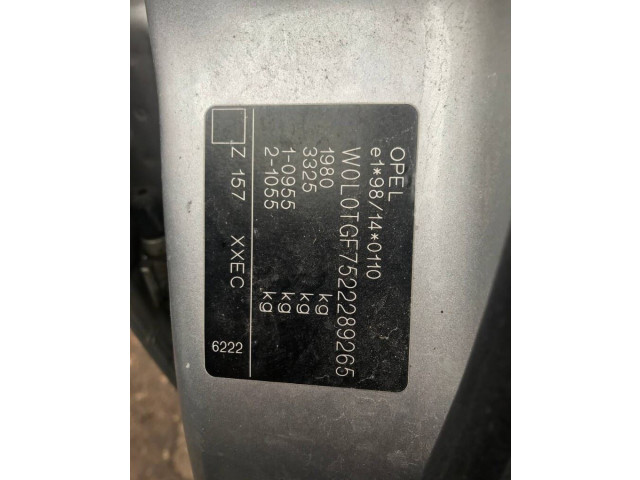 OPEL
e1*98/14*0110
W0L0TGF7522289265
1980 kg
3325 kg
1-0955 kg
2-1055 kg
Z 157 XXEC
6222